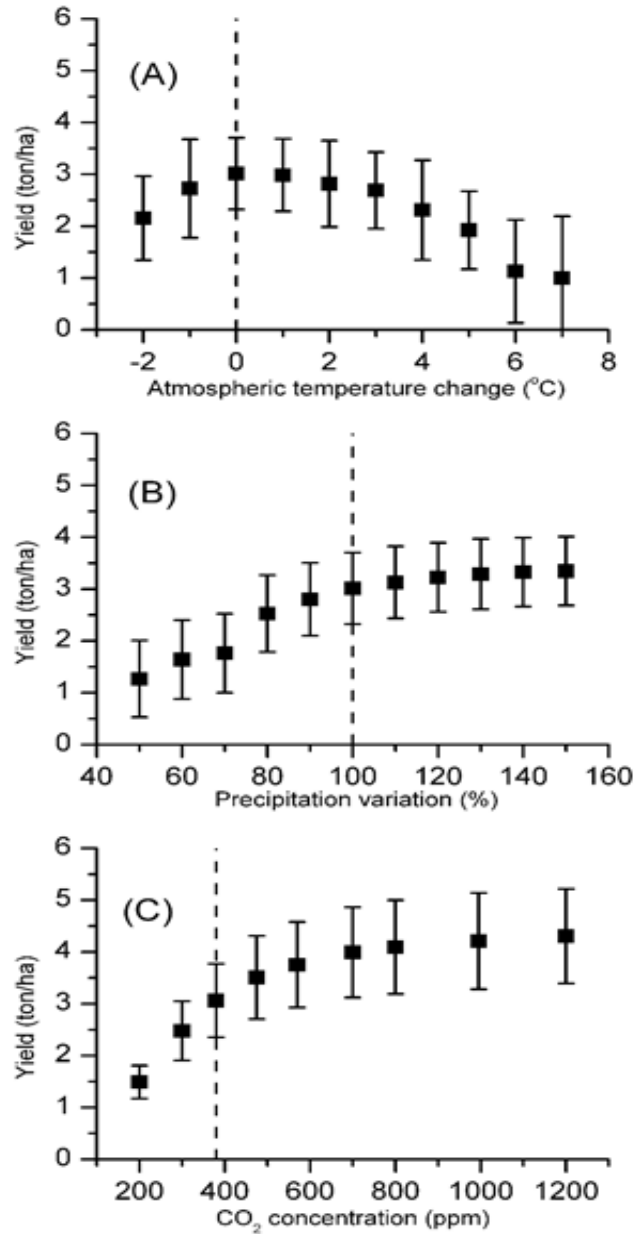 6
5
4
3
2
1
0
Yield (ton/ha)
(A)
-2 0 2 4 6 8
Atmospheric temperature change (°C)
6
5
4
3
2
1
0
Yield (ton/ha)
(B)
40 60 80 100 120 140 160
Precipitation variation (%)
6
5
4
3
2
1
0
Yield (ton/ha)
(C)
200 400 600 800 1000 1200
CO₂ concentration (ppm)